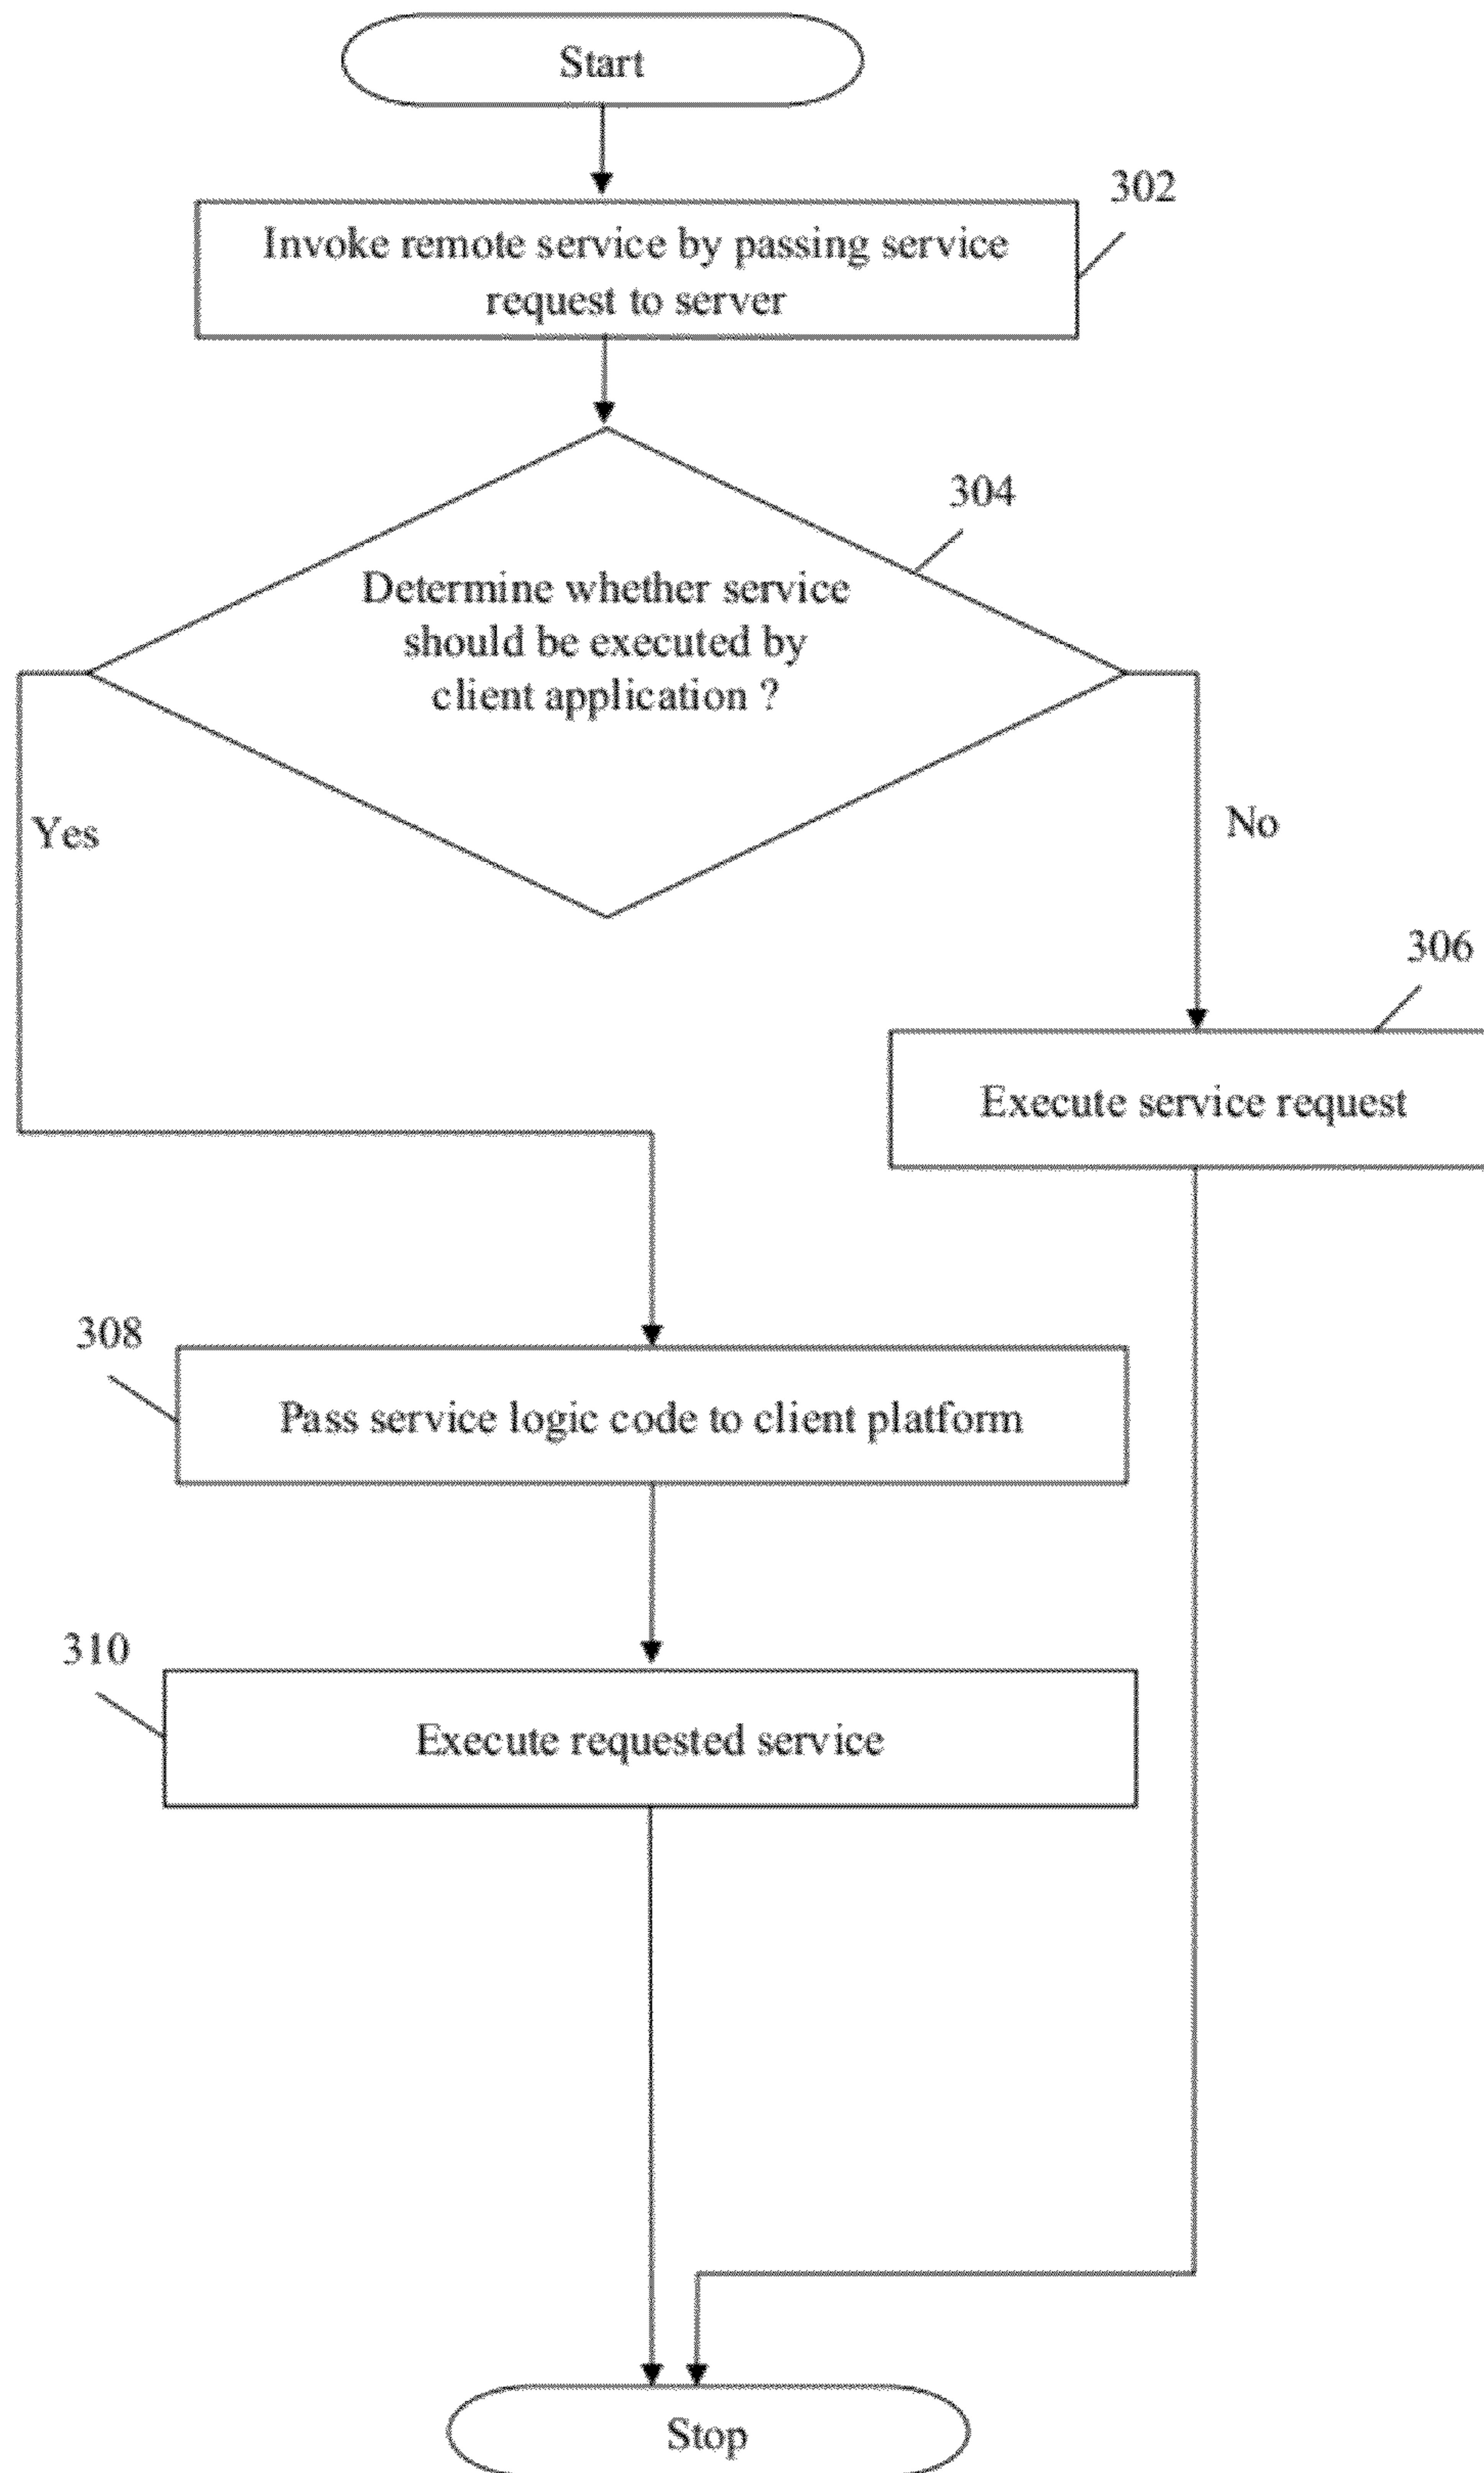 Start
302
Invoke remote service by passing service
request to server
304
Determine whether service
should be executed by
client application ?
Yes
No
306
Execute service request
308
Pass service logic code to client platform
310
Execute requested service
Stop